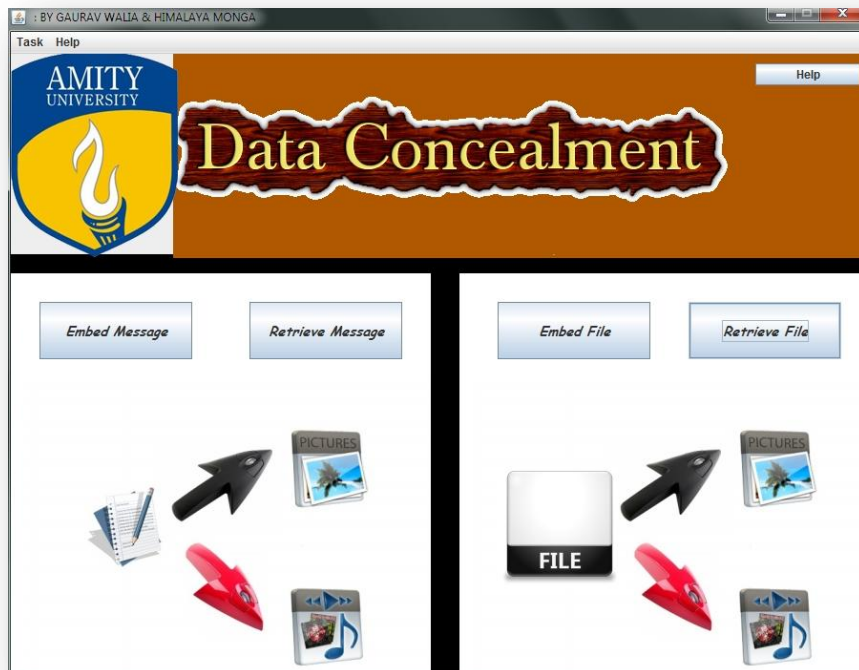 : BY GAURAV WALIA & HIMALAYA MONGA
Task Help
AMITY
UNIVERSITY
Help
Data Concealment
Embed Message
Retrieve Message
Embed File
Retrieve File
PICTURES
PICTURES
FILE